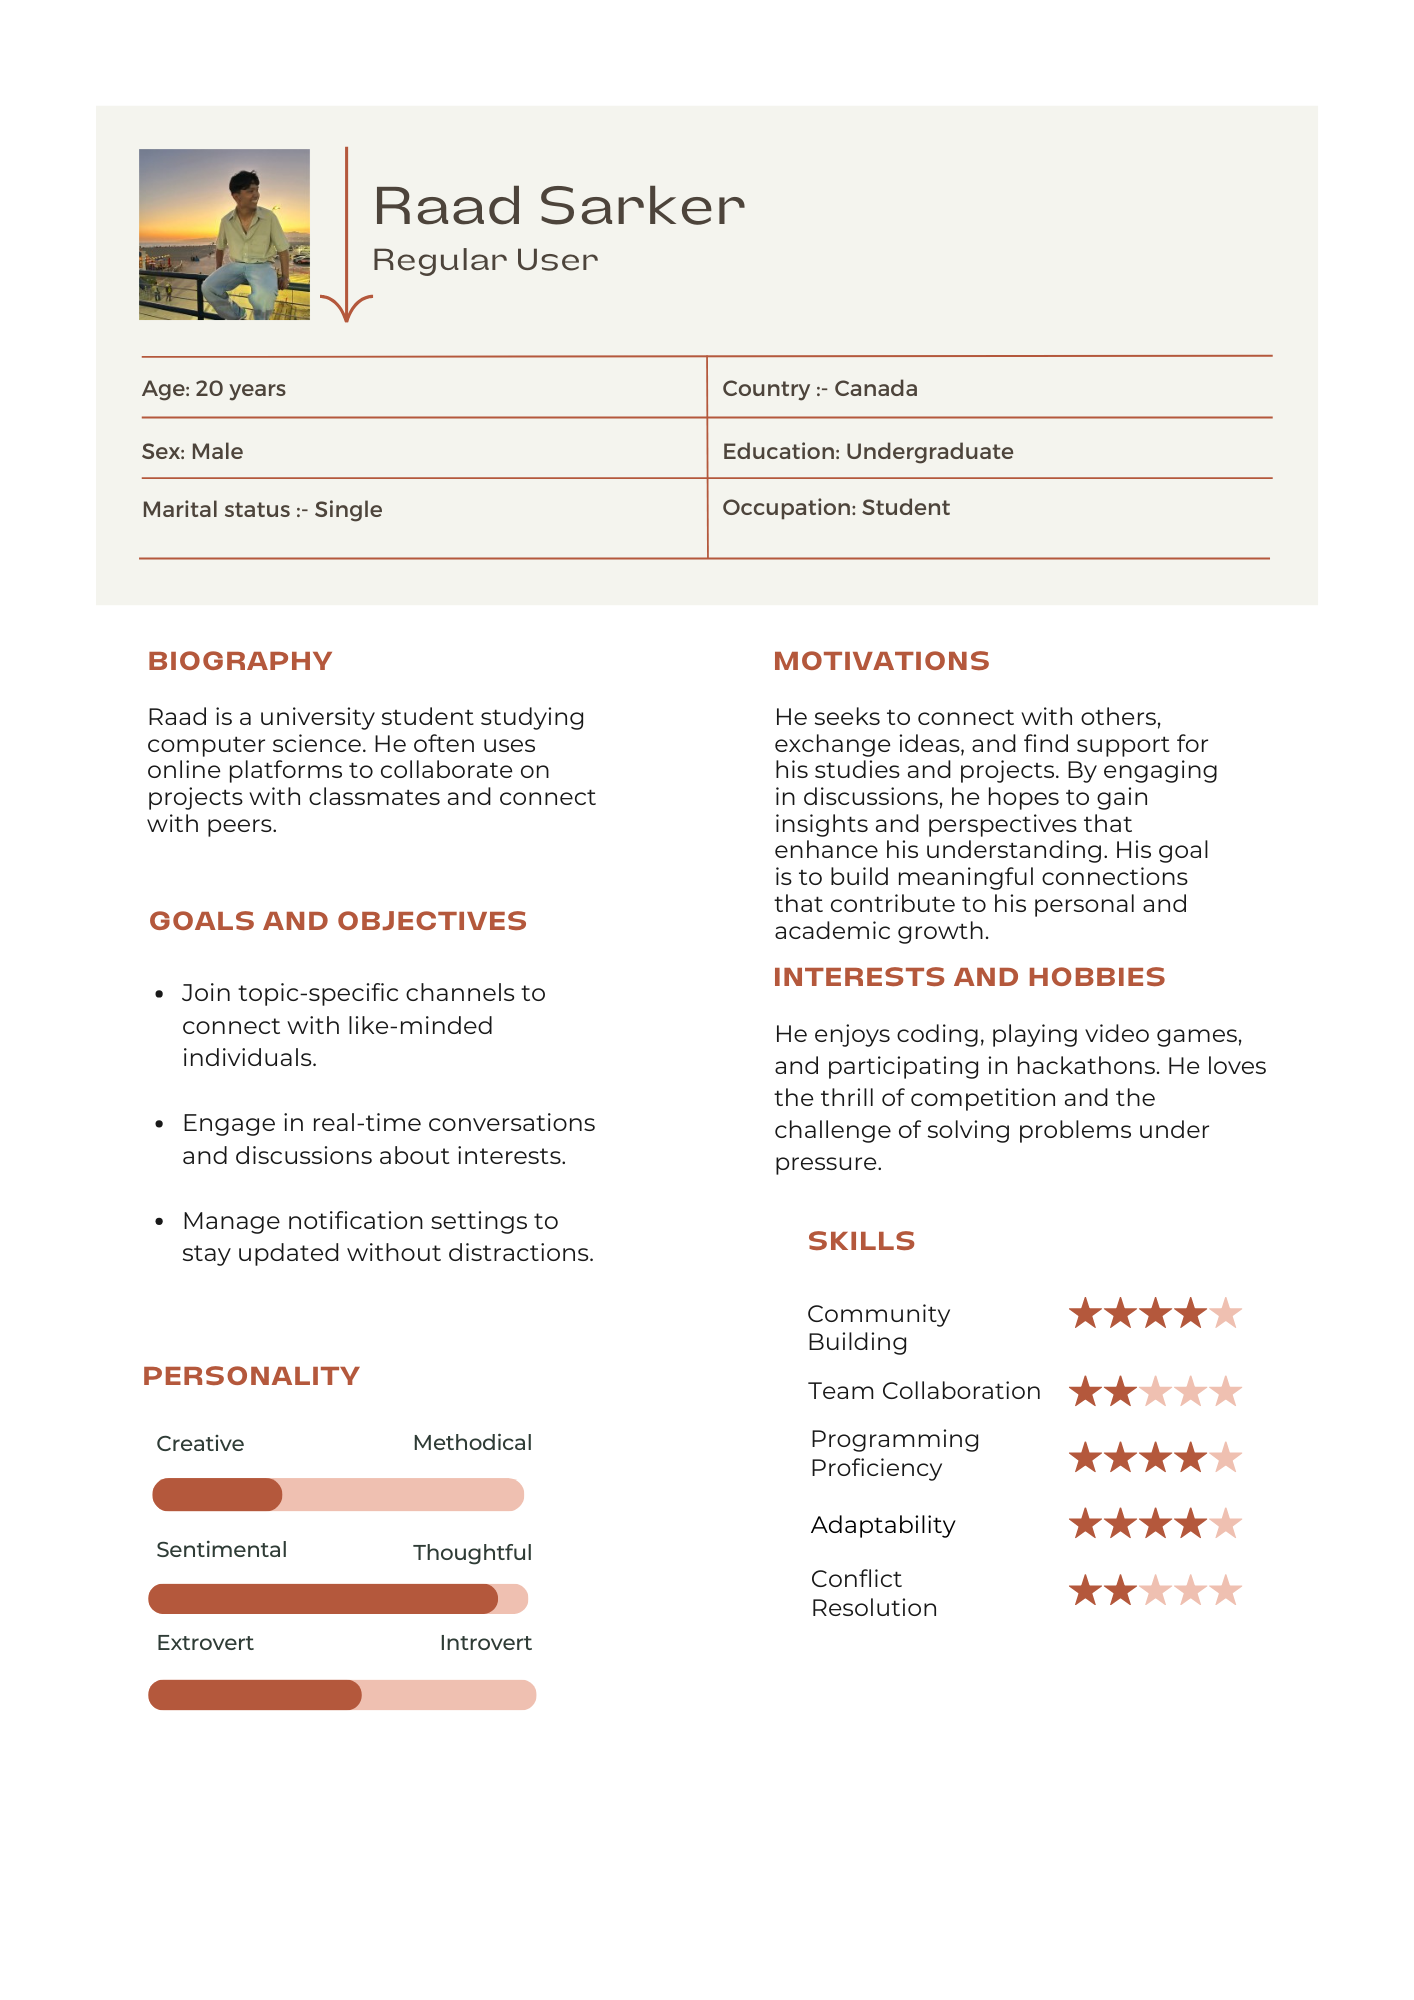 Raad Sarker
Regular User
Age: 20 years
Country :- Canada
Sex: Male
Education: Undergraduate
Marital status :- Single
Occupation: Student
BIOGRAPHY
Raad is a university student studying
computer science. He often uses
online platforms to collaborate on
projects with classmates and connect
with peers.
GOALS AND OBJECTIVES
• Join topic-specific channels to
connect with like-minded
individuals.
• Engage in real-time conversations
and discussions about interests.
• Manage notification settings to
stay updated without distractions.
PERSONALITY
Creative
Methodical
Sentimental
Thoughtful
Extrovert
Introvert
MOTIVATIONS
He seeks to connect with others,
exchange ideas, and find support for
his studies and projects. By engaging
in discussions, he hopes to gain
insights and perspectives that
enhance his understanding. His goal
is to build meaningful connections
that contribute to his personal and
academic growth.
INTERESTS AND HOBBIES
He enjoys coding, playing video games,
and participating in hackathons. He loves
the thrill of competition and the
challenge of solving problems under
pressure.
SKILLS
Community
Building
Team Collaboration
Programming
Proficiency
Adaptability
Conflict
Resolution